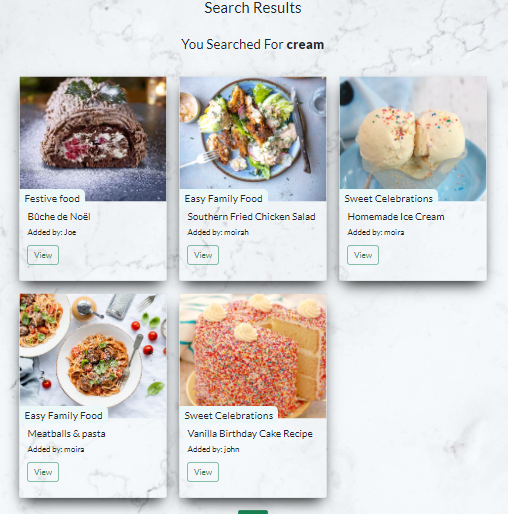 Search Results
You Searched For cream
Festive food
Bûche de Noël
Added by: Joe
View
Easy Family Food
Southern Fried Chicken Salad
Added by: moirah
View
Sweet Celebrations
Homemade Ice Cream
Added by: moira
View
Easy Family Food
Meatballs & pasta
Added by: moira
View
Sweet Celebrations
Vanilla Birthday Cake Recipe
Added by: john
View